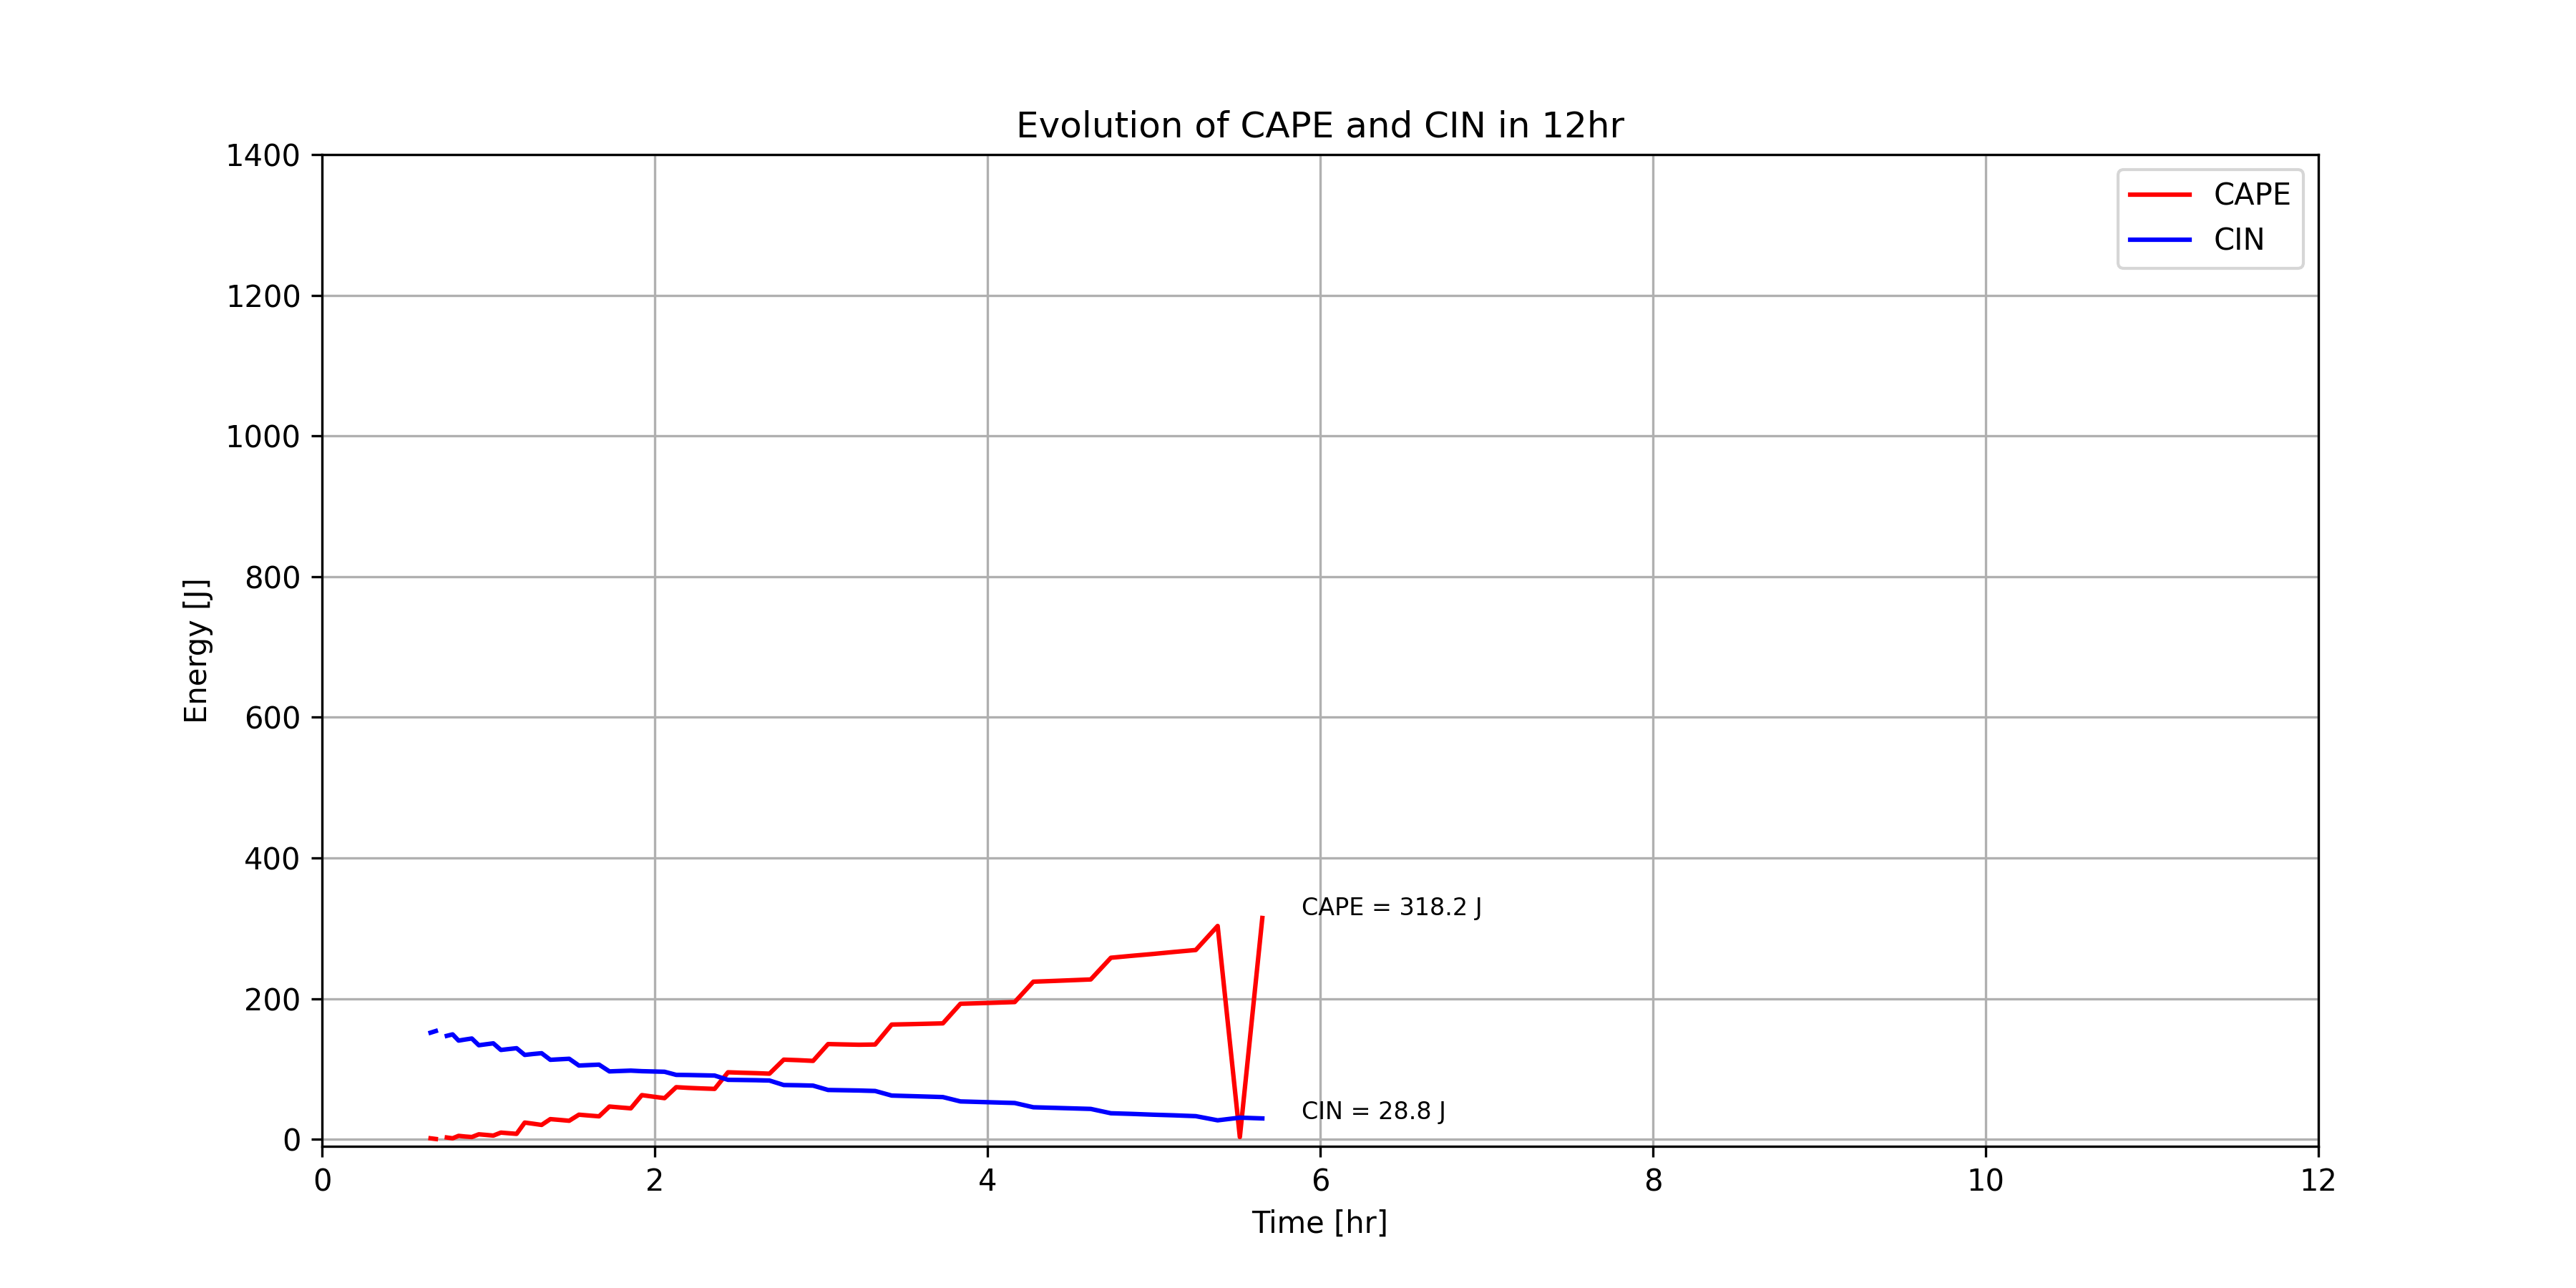 Evolution of CAPE and CIN in 12hr
CAPE
CIN
Energy [J]
1400
1200
1000
800
600
400
200
0
CAPE = 318.2 J
CIN = 28.8 J
0 2 4 6 8 10 12
Time [hr]